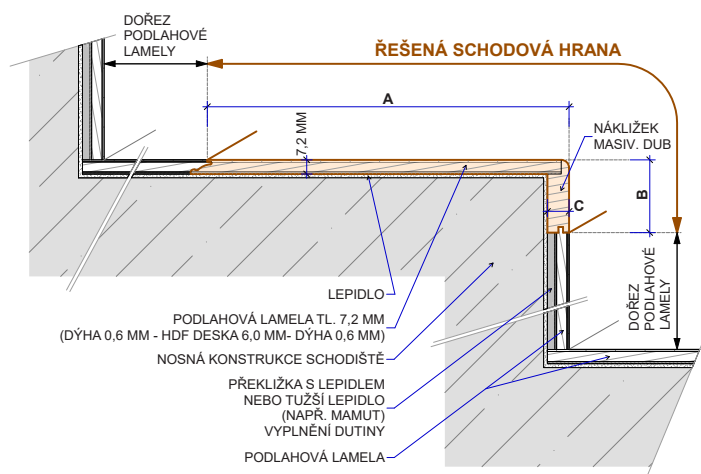 DOŘEZ
PODLAHOVÉ
LAMELY
ŘEŠENÁ SCHODOVÁ HRANA
A
7,2 MM
NÁKLIŽEK
MASIV. DUB
B
C
DOŘEZ
PODLAHOVÉ
LAMELY
LEPIDLO
PODLAHOVÁ LAMELA TL. 7,2 MM
(DÝHA 0,6 MM - HDF DESKA 6,0 MM- DÝHA 0,6 MM)
NOSNÁ KONSTRUKCE SCHODIŠTĚ
PŘEKLIŽKA S LEPIDLEM
NEBO TUŽŠÍ LEPIDLO
(NAPŘ. MAMUT)
VYPLNĚNÍ DUTINY
PODLAHOVÁ LAMELA